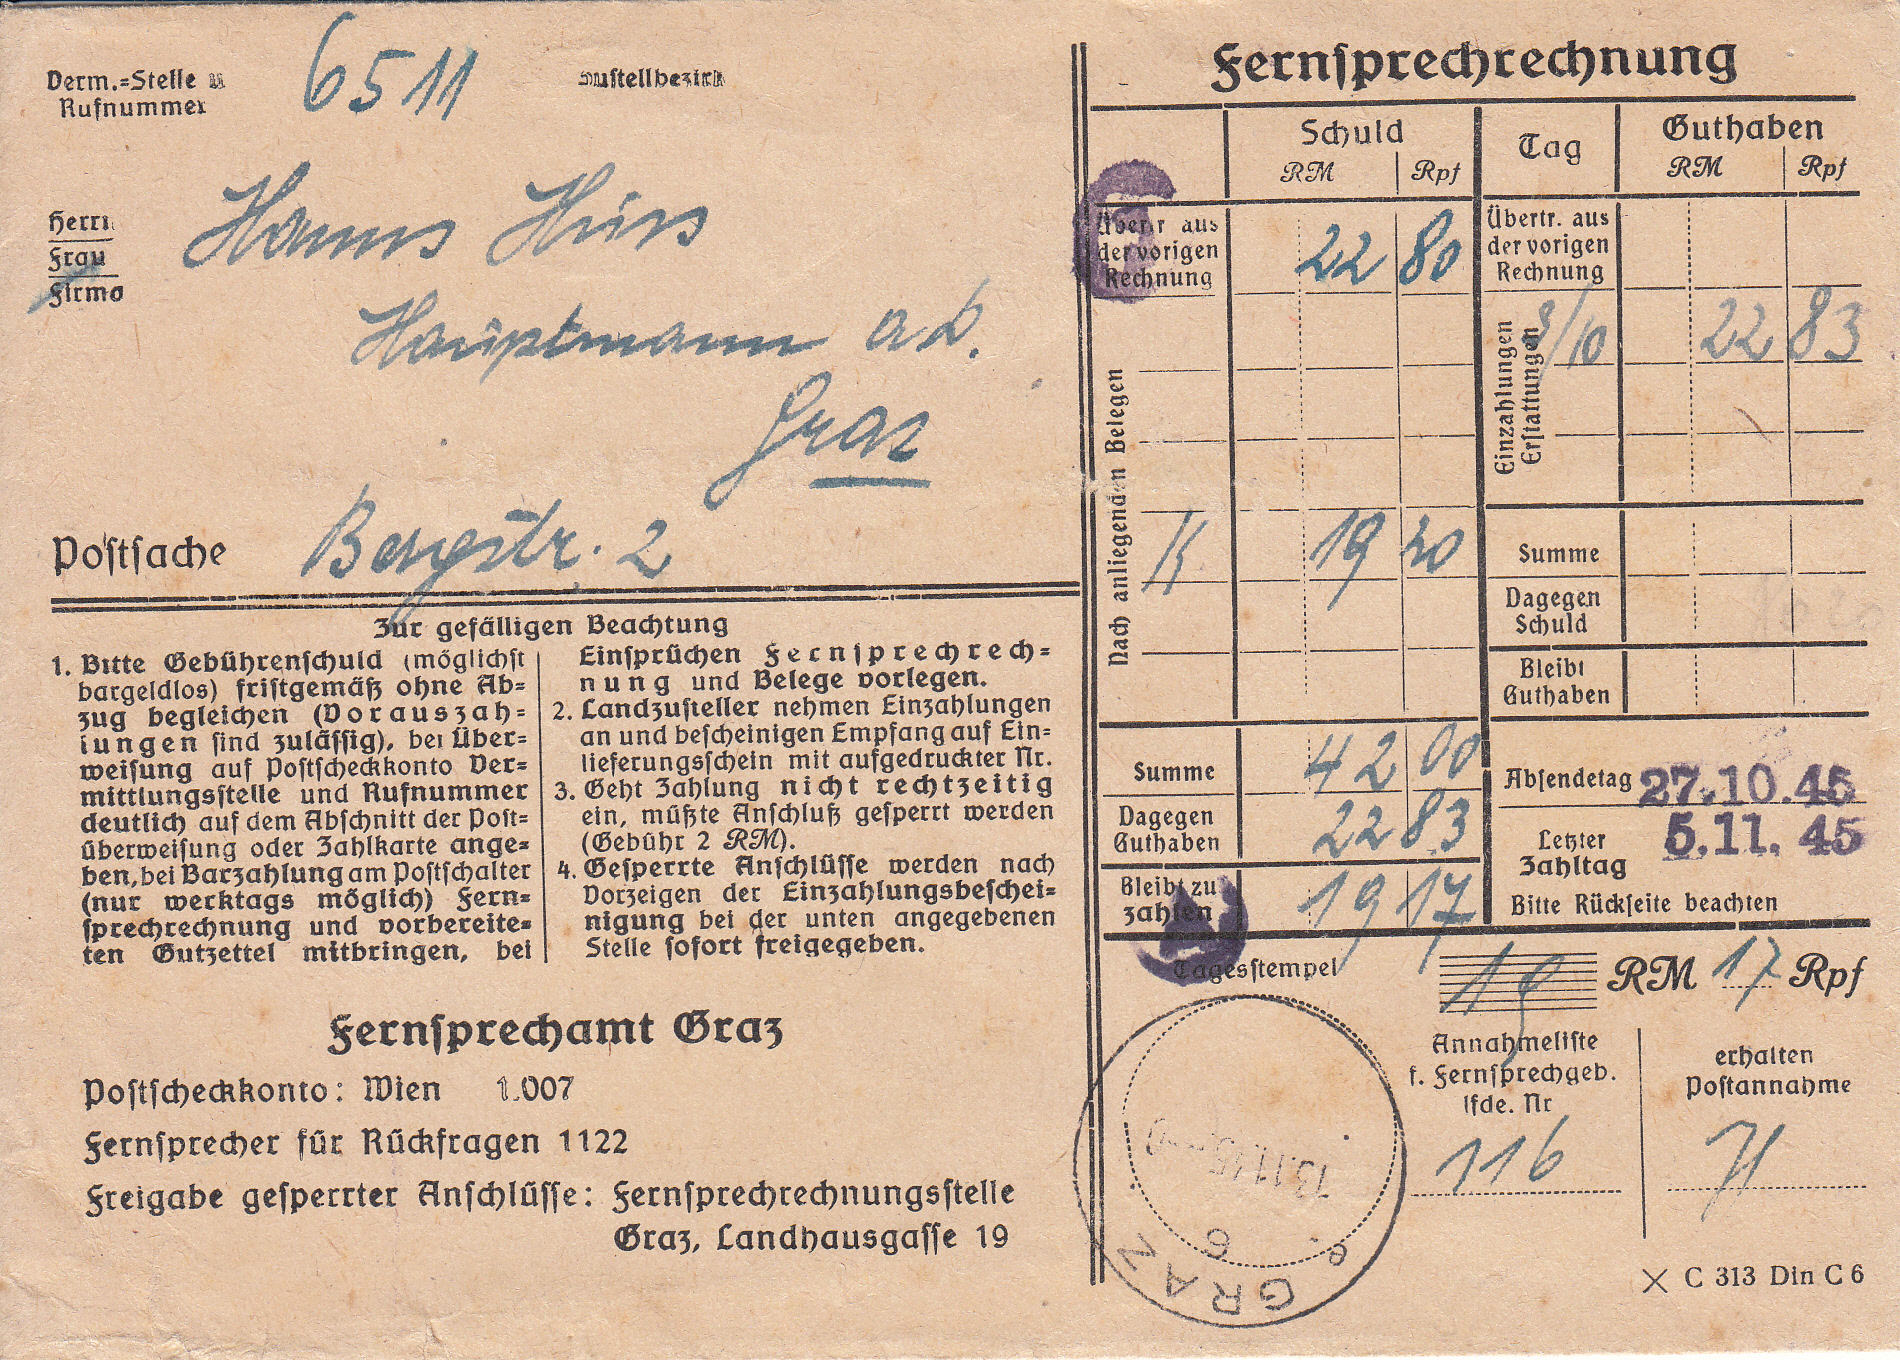 Verm.=Stelle u
Rufnummer
6511
Zustellbezirk
Herrn
Frau
Firma
Hanns
Hauptmann a.D.
Graz
Postsache
Bergstr. 2
Zur gefälligen Beachtung
1. Bitte Gebührenschuld (möglichst
bargeldlos) fristgemäß ohne Ab=
zug begleichen (Vorauszah=
lungen sind zulässig), bei Über=
weisung auf Postscheckkonto Ver=
mittlungsstelle und Rufnummer
deutlich auf dem Abschnitt der Post=
überweisung oder Zahlkarte ange=
ben, bei Barzahlung am Postschalter
(nur werktags möglich) Fern=
sprechrechnung und vorbereite=
ten Gutzettel mitbringen, bei
Einsprüchen Fernsprechrech=
nung und Belege vorlegen.
2. Landzusteller nehmen Einzahlungen
an und bescheinigen Empfang auf Ein=
lieferungsschein mit aufgedruckter Nr.
3. Geht Zahlung nicht rechtzeitig
ein, müßte Anschluß gesperrt werden
(Gebühr 2 RM).
4. Gesperrte Anschlüsse werden nach
Vorzeigen der Einzahlungsbeschei=
nigung bei der unten angegebenen
Stelle sofort freigegeben.
Fernsprechamt Graz
Postscheckkonto: Wien 1.007
Fernsprecher für Rückfragen 1122
Freigabe gesperrter Anschlüsse: Fernsprechrechnungsstelle
Graz, Landhausgasse 19
Fernsprechrechnung
Schuld
RM Rpf
Tag
Guthaben
RM Rpf
Übertr aus
der vorigen
Rechnung
22 80
Übertr. aus
der vorigen
Rechnung
Einzahlungen
Erstattungen
3/10 22 83
Nach anliegenden Belegen
19 20
Summe
Dagegen
Schuld
Bleibt
Guthaben
Summe 42 00
Dagegen
Guthaben
22 83
Bleibt zu
zahlen
19 17
Absendetag 27.10.45
Letzter
Zahltag
5.11.45
Bitte Rückseite beachten
Tagesstempel
19 RM 17 Rpf
Annahmeliste
f. Fernsprechgeb.
lfde. Nr
116
erhalten
Postannahme
GRAZ
6
e
C 313 Din C 6